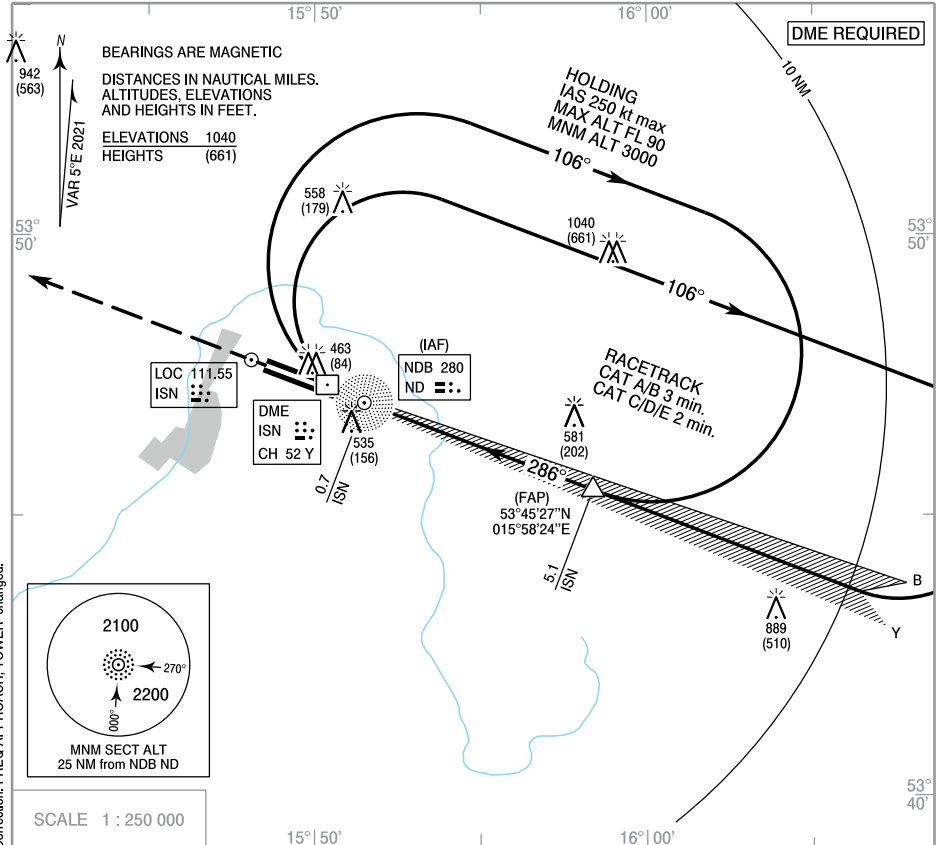 15°50'
16°00'
DME REQUIRED
N
942
(563)
VAR 5°E 2021
BEARINGS ARE MAGNETIC
DISTANCES IN NAUTICAL MILES.
ALTITUDES, ELEVATIONS
AND HEIGHTS IN FEET.
ELEVATIONS 1040
HEIGHTS (661)
10 NM
HOLDING
IAS 250 kt max
MAX ALT FL 90
MNM ALT 3000
106°
558
(179)
1040
(661)
53°
50'
53°
50'
106°
463
(84)
(IAF)
NDB 280
ND
LOC 111.55
ISN
DME
ISN
CH 52 Y
535
(156)
0.7
ISN
RACETRACK
CAT A/B 3 min.
CAT C/D/E 2 min.
581
(202)
286°
(FAP)
53°45'27"N
015°58'24"E
5.1
ISN
B
Y
889
(510)
2100
270°
2200
000°
MNM SECT ALT
25 NM from NDB ND
SCALE 1 : 250 000
53°
40'
15°50'
16°00'